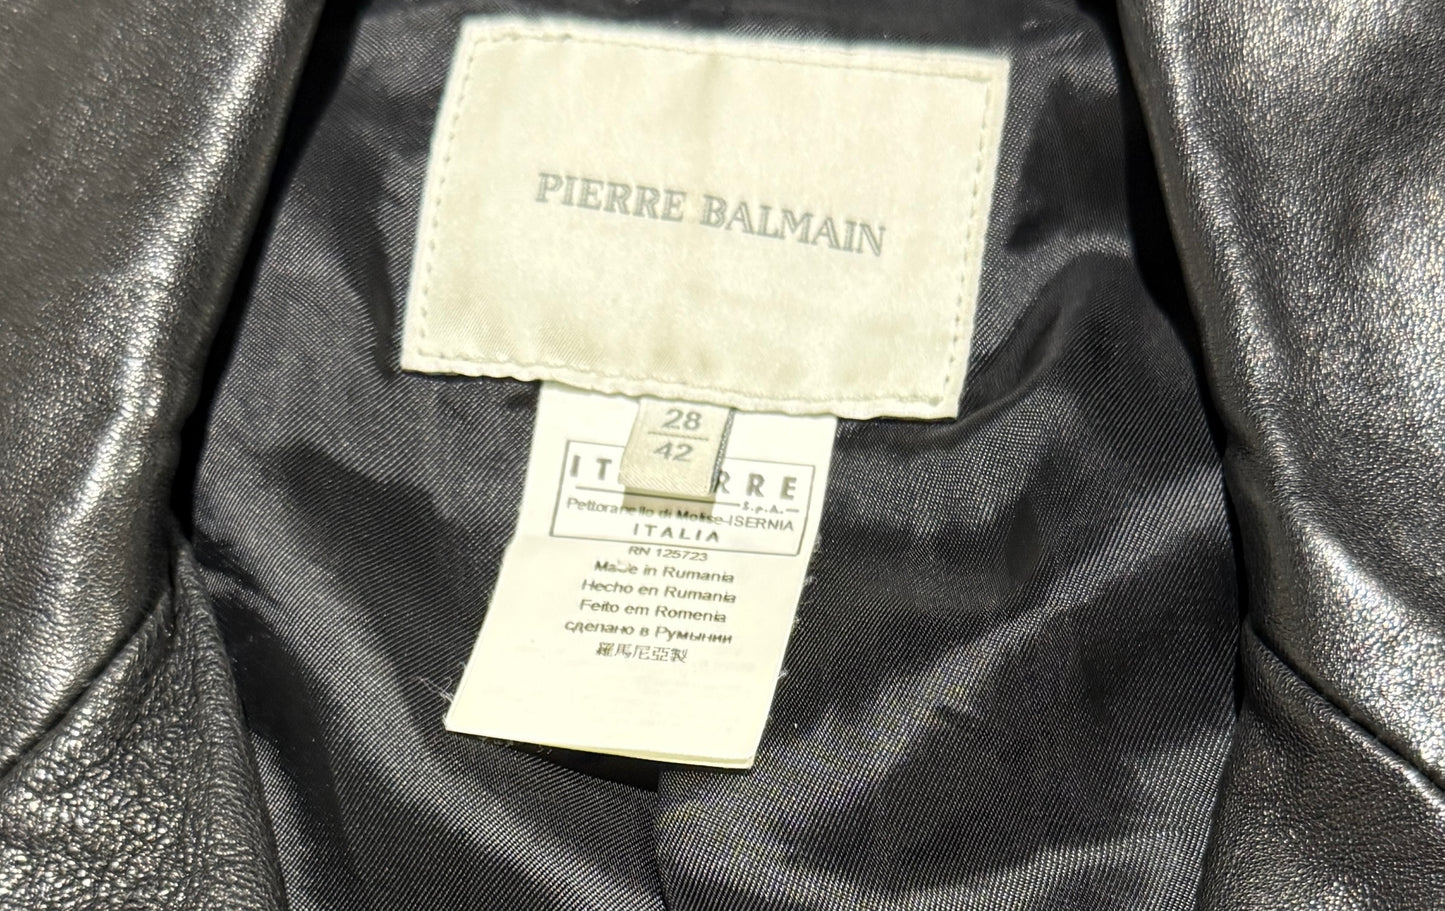 PIERRE BALMAIN
28
42
S.p.A.
Pettoranello di Molise-ISERNIA
ITALIA
RN 125723
Made in Rumania
Hecho en Rumania
Feito em Romenia
сделано в Румынии
羅馬尼亞製